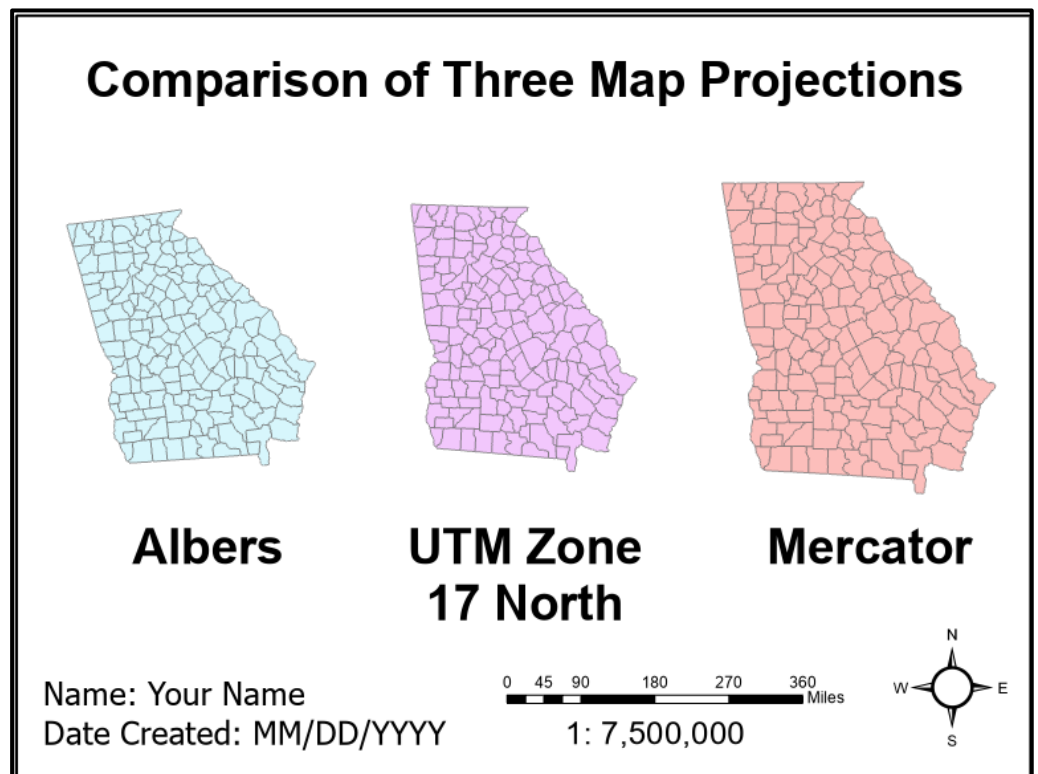 Comparison of Three Map Projections
Albers
UTM Zone
17 North
Mercator
Name: Your Name
Date Created: MM/DD/YYYY
0 45 90 180 270 360
Miles
1: 7,500,000
N
W E
S